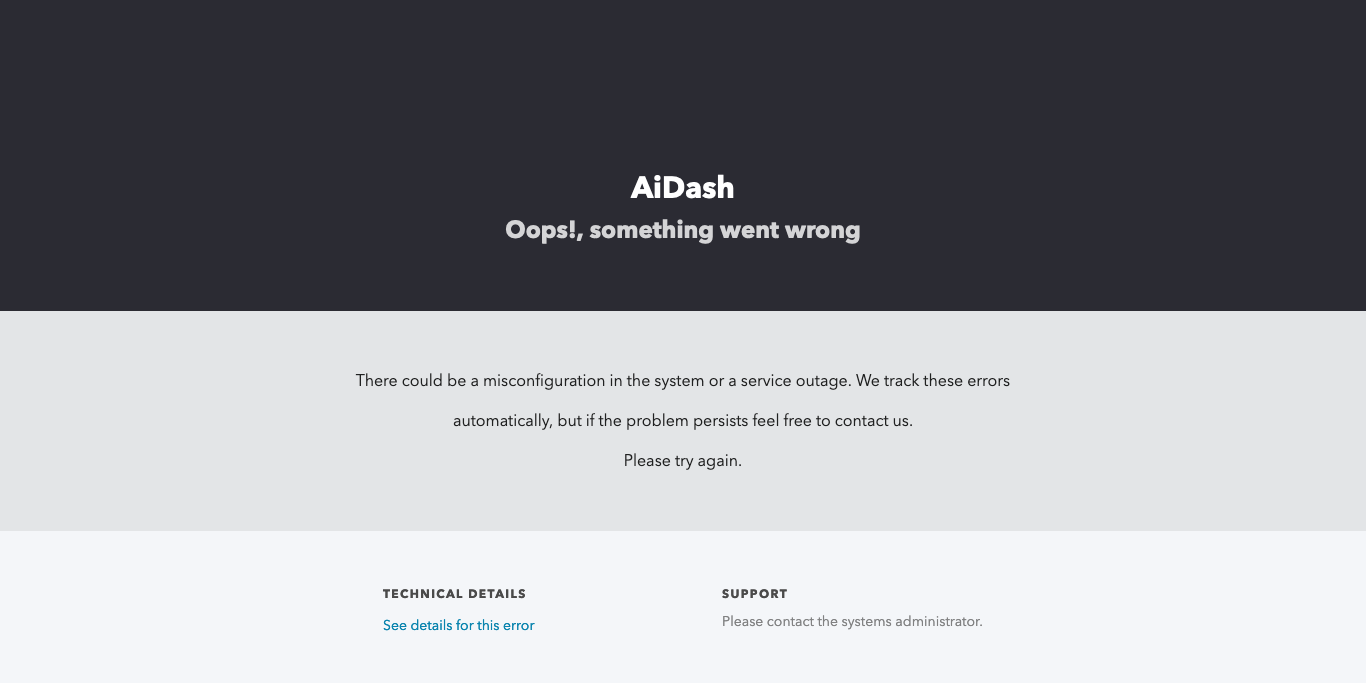 AiDash
Oops!, something went wrong
There could be a misconfiguration in the system or a service outage. We track these errors
automatically, but if the problem persists feel free to contact us.
Please try again.
TECHNICAL DETAILS
See details for this error
SUPPORT
Please contact the systems administrator.